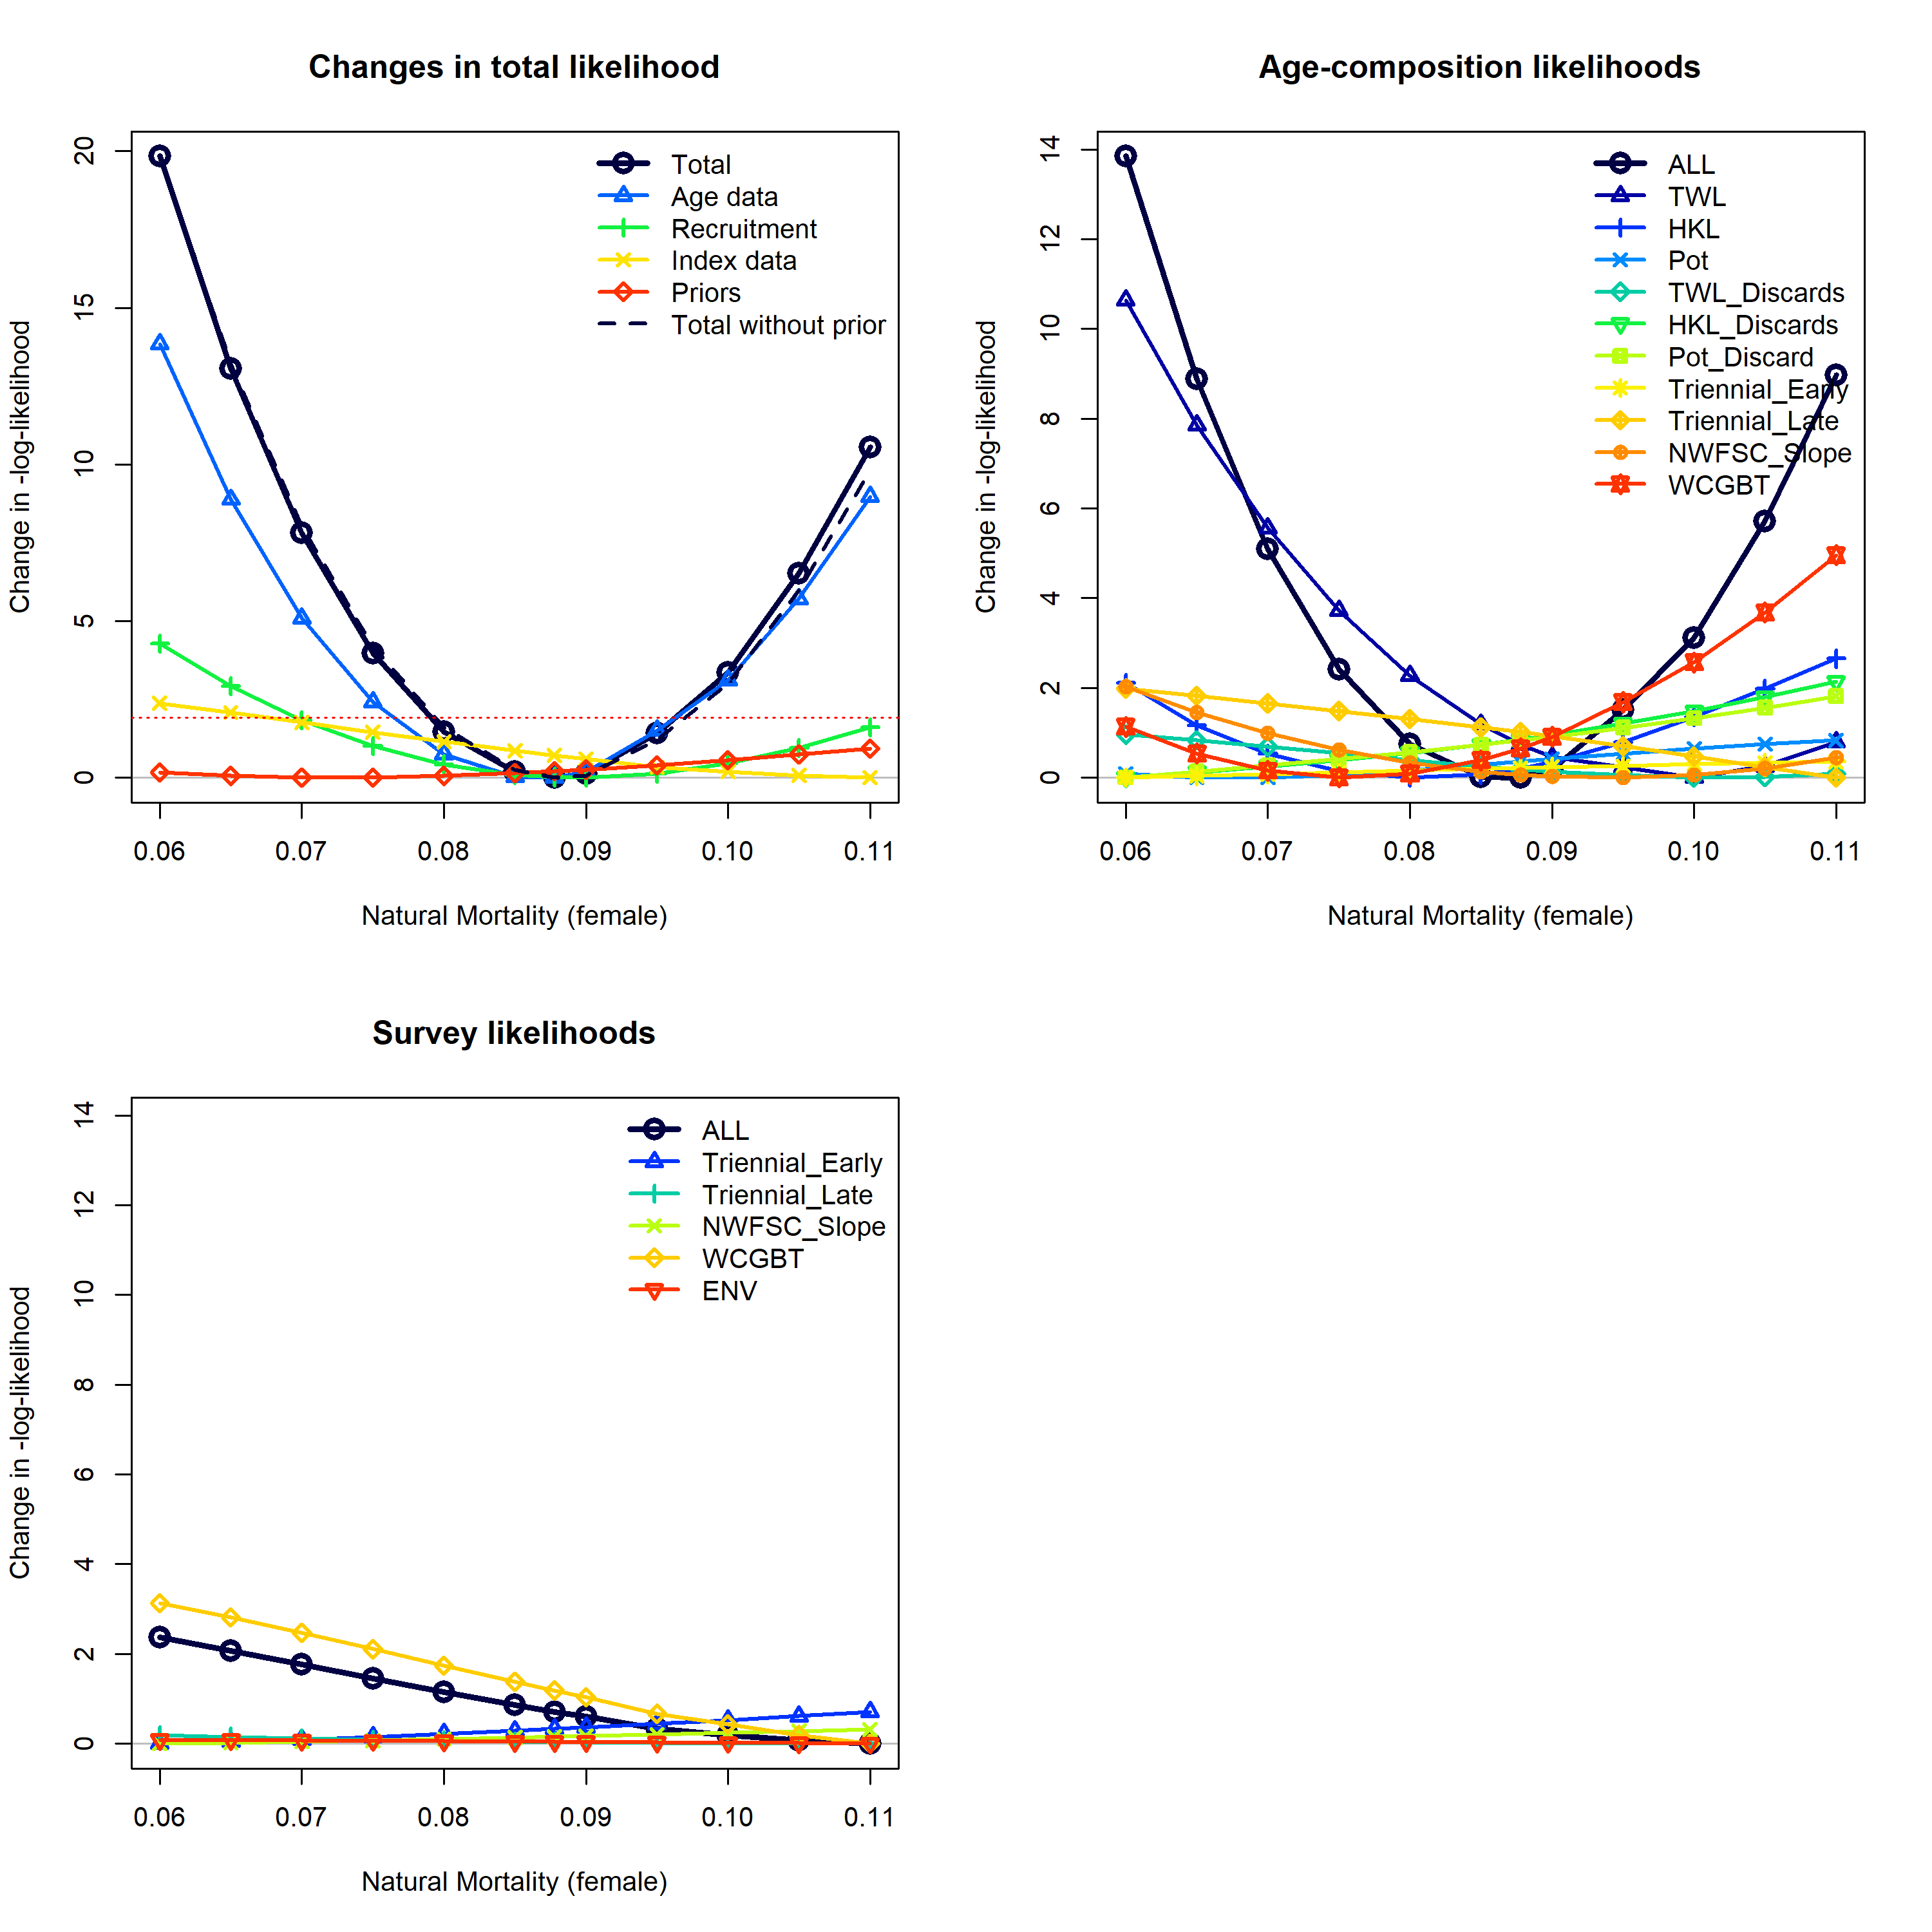 Changes in total likelihood
Change in -log-likelihood
20
15
10
5
0
Total
Age data
Recruitment
Index data
Priors
Total without prior
0.06 0.07 0.08 0.09 0.10 0.11
Natural Mortality (female)
Age-composition likelihoods
Change in -log-likelihood
14
12
10
8
6
4
2
0
ALL
TWL
HKL
Pot
TWL_Discards
HKL_Discards
Pot_Discard
Triennial_Early
Triennial_Late
NWFSC_Slope
WCGBT
0.06 0.07 0.08 0.09 0.10 0.11
Natural Mortality (female)
Survey likelihoods
Change in -log-likelihood
14
12
10
8
6
4
2
0
ALL
Triennial_Early
Triennial_Late
NWFSC_Slope
WCGBT
ENV
0.06 0.07 0.08 0.09 0.10 0.11
Natural Mortality (female)